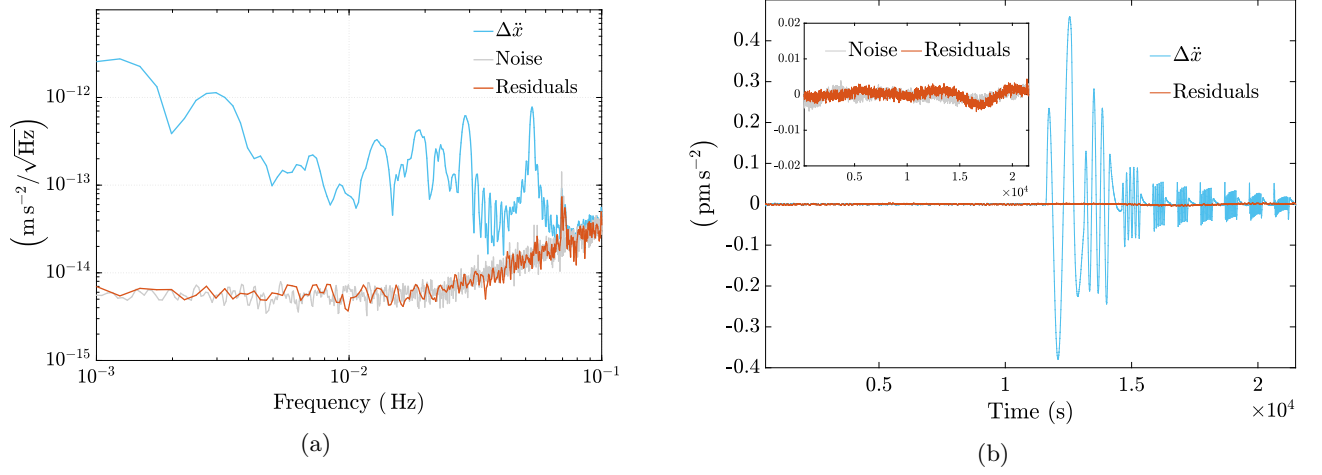 Δẍ
Noise
Residuals
10⁻¹²
10⁻¹³
10⁻¹⁴
10⁻¹⁵
(m s⁻²/√Hz)
10⁻³
10⁻²
10⁻¹
Frequency ( Hz)
(a)
0.02
0.01
0
-0.01
-0.02
Noise
Residuals
0.5
1
1.5
2
×10⁴
Δẍ
Residuals
0.4
0.3
0.2
0.1
0
-0.1
-0.2
-0.3
-0.4
( pm s⁻²)
0.5
1
1.5
2
Time (s)
×10⁴
(b)